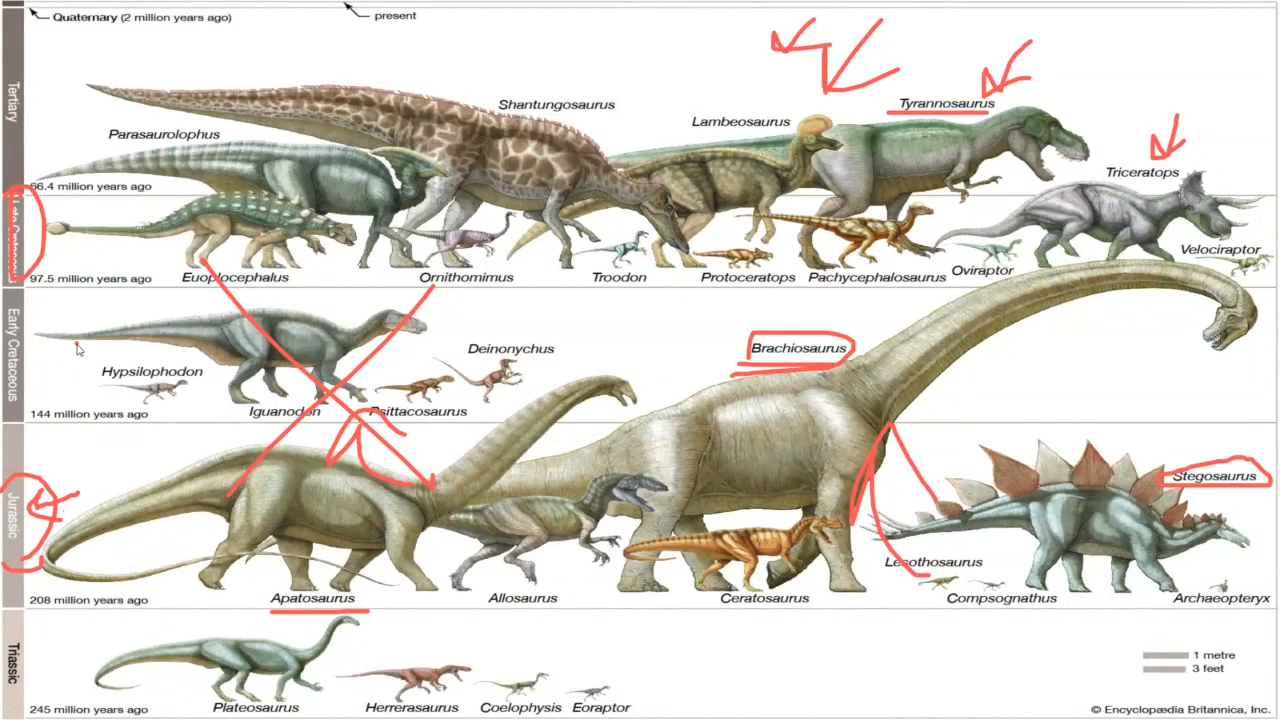 Quaternary (2 million years ago)
present
Tertiary
Shantungosaurus
Tyrannosaurus
Lambeosaurus
Parasaurolophus
Triceratops
66.4 million years ago
Late Cretaceous
Velociraptor
Oviraptor
97.5 million years ago
Euoplocephalus
Ornithomimus
Troodon
Protoceratops
Pachycephalosaurus
Early Cretaceous
Brachiosaurus
Deinonychus
Hypsilophodon
144 million years ago
Iguanodon
Psittacosaurus
Jurassic
Stegosaurus
Lesothosaurus
208 million years ago
Apatosaurus
Allosaurus
Ceratosaurus
Compsognathus
Archaeopteryx
Triassic
1 metre
3 feet
245 million years ago
Plateosaurus
Herrerasaurus
Coelophysis
Eoraptor
© Encyclopædia Britannica, Inc.